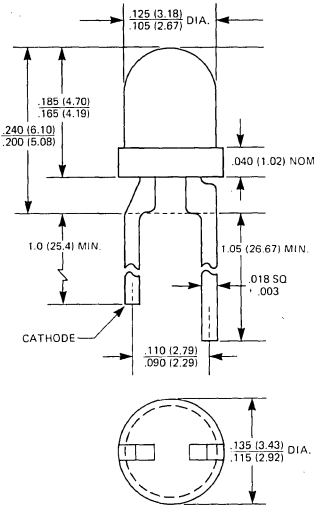 .125 (3.18) DIA.
.105 (2.67)
.185 (4.70)
.165 (4.19)
.240 (6.10)
.200 (5.08)
.040 (1.02) NOM
1.0 (25.4) MIN.
1.05 (26.67) MIN.
.018 SQ
.003
CATHODE
.110 (2.79)
.090 (2.29)
.135 (3.43) DIA.
.115 (2.92)